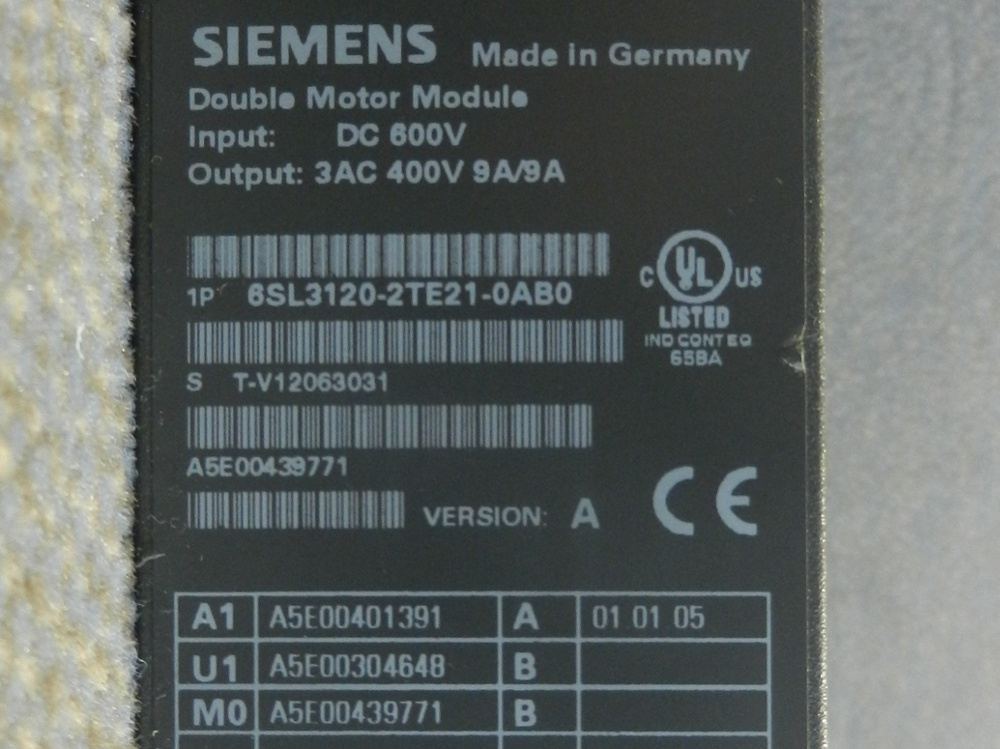 SIEMENS Made in Germany
Double Motor Module
Input: DC 600V
Output: 3AC 400V 9A/9A
1P 6SL3120-2TE21-0AB0
C UL US
LISTED
IND CONT EQ
65BA
S T-V12063031
A5E00439771
VERSION: A CE
A1 A5E00401391 A 01 01 05
U1 A5E00304648 B
M0 A5E00439771 B